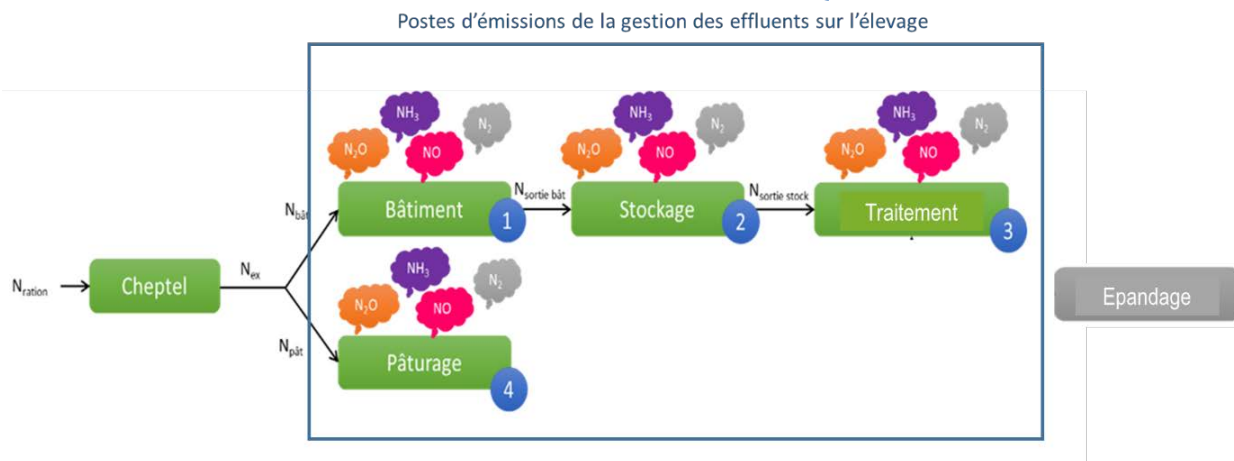 Postes d’émissions de la gestion des effluents sur l’élevage
NH3 N2 N2O NO
NH3 N2 N2O NO
NH3 N2 N2O NO
Nbât Bâtiment 1 Nsortie bât Stockage 2 Nsortie stock Traitement 3
Nration Cheptel Nex
NH3 N2 N2O NO
Epandage
Npât Pâturage 4